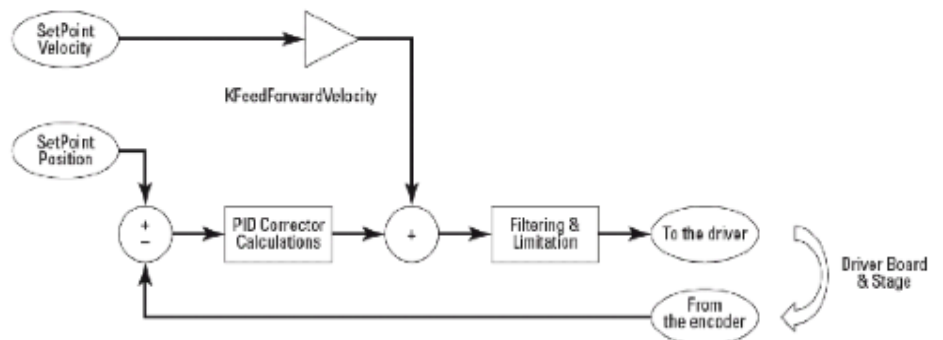 SetPoint
Velocity
KFeedForwardVelocity
SetPoint
Position
+
−
PID Corrector
Calculations
+
Filtering &
Limitation
To the driver
Driver Board
& Stage
From
the encoder